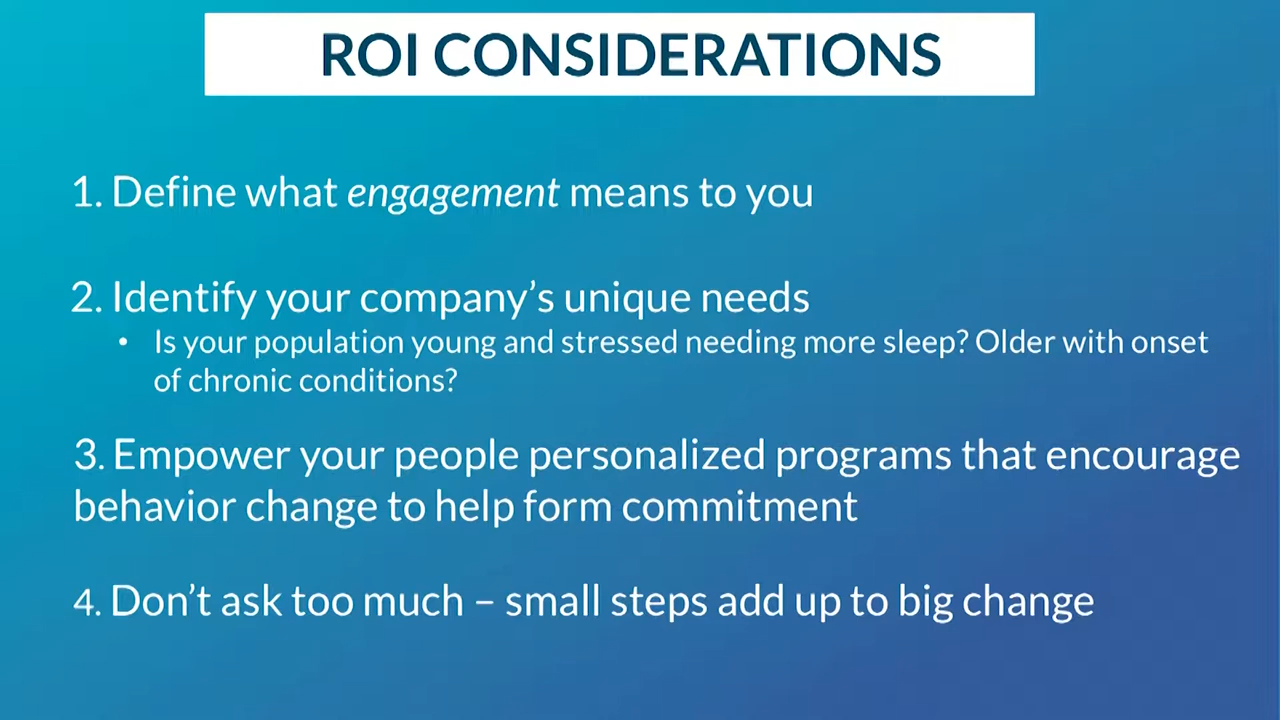 ROI CONSIDERATIONS
1. Define what engagement means to you
2. Identify your company’s unique needs
• Is your population young and stressed needing more sleep? Older with onset
of chronic conditions?
3. Empower your people personalized programs that encourage
behavior change to help form commitment
4. Don’t ask too much – small steps add up to big change